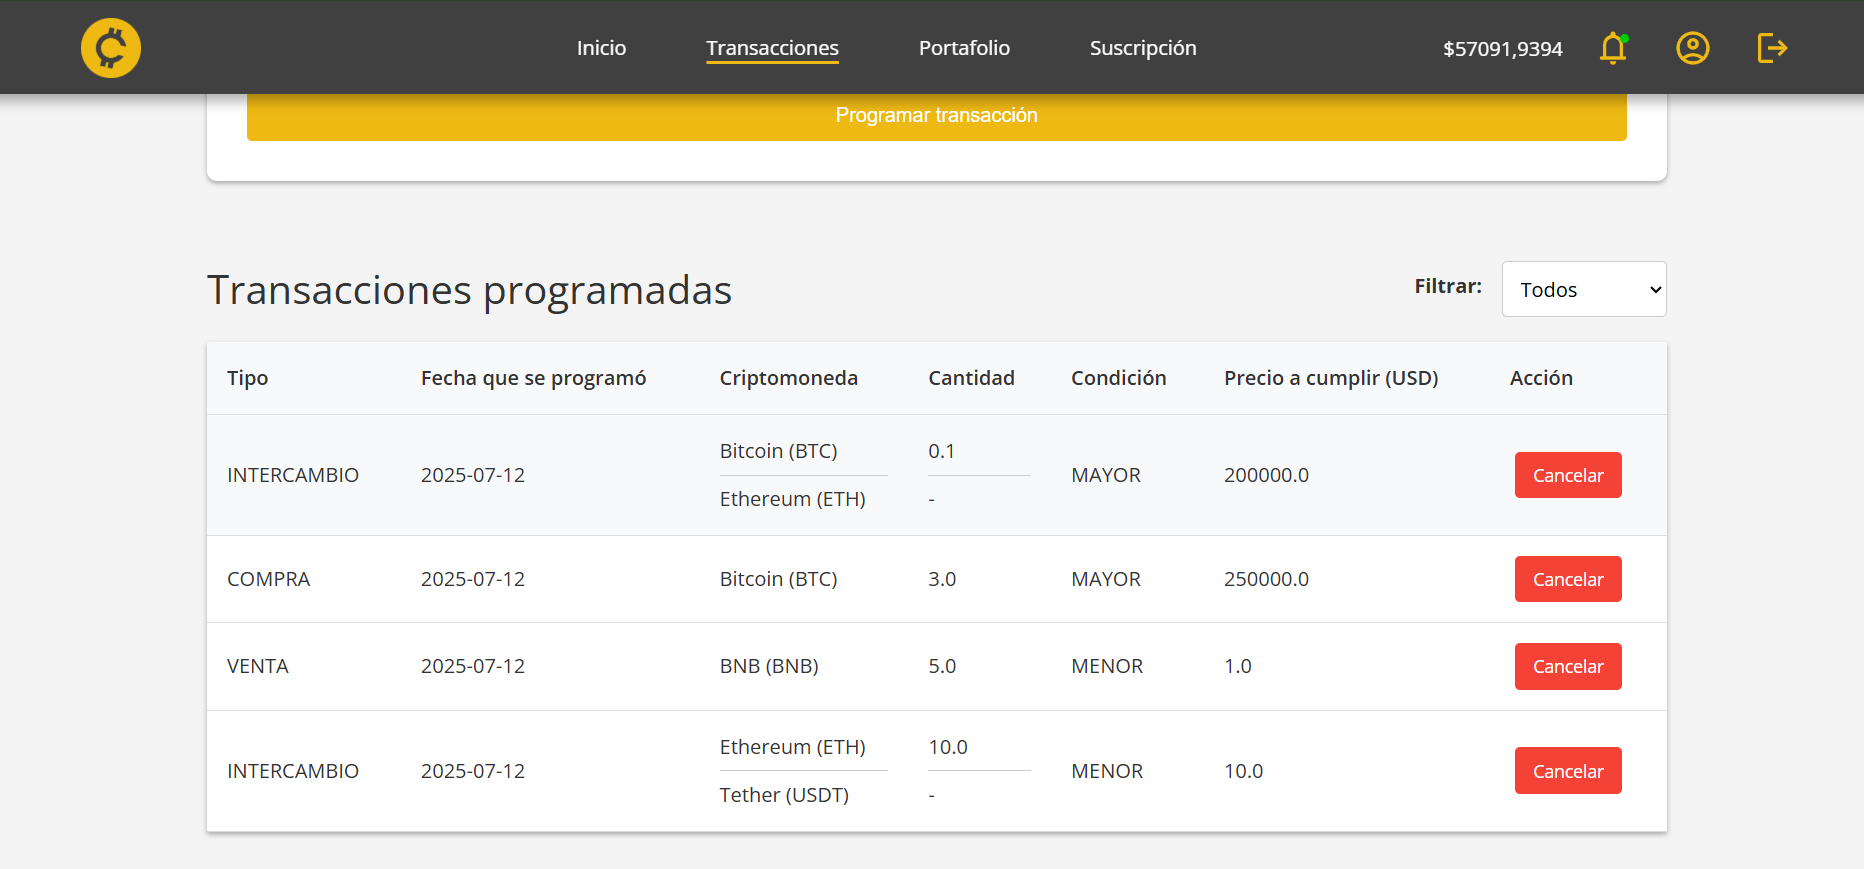 Inicio Transacciones Portafolio Suscripción $57091,9394
Programar transacción
Transacciones programadas Filtrar: Todos
Tipo Fecha que se programó Criptomoneda Cantidad Condición Precio a cumplir (USD) Acción
Bitcoin (BTC) 0.1
INTERCAMBIO 2025-07-12 MAYOR 200000.0 Cancelar
Ethereum (ETH) -
COMPRA 2025-07-12 Bitcoin (BTC) 3.0 MAYOR 250000.0 Cancelar
VENTA 2025-07-12 BNB (BNB) 5.0 MENOR 1.0 Cancelar
Ethereum (ETH) 10.0
INTERCAMBIO 2025-07-12 MENOR 10.0 Cancelar
Tether (USDT) -